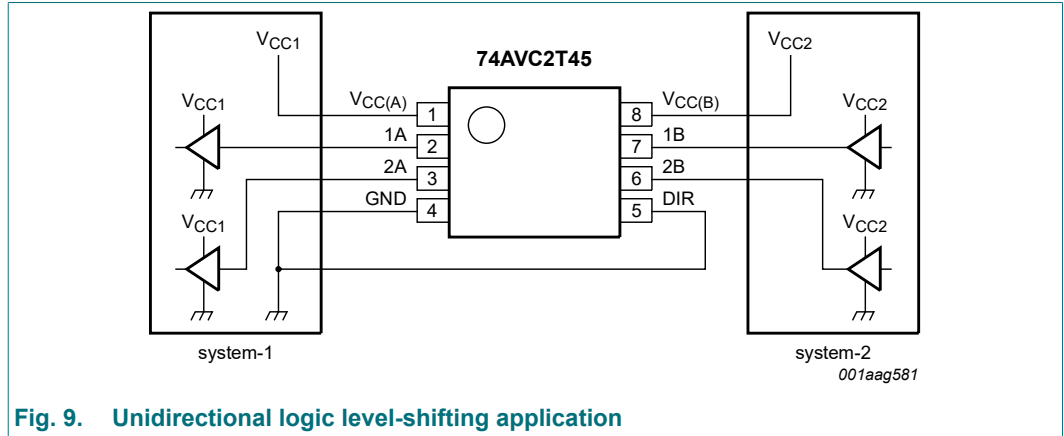 VCC1
74AVC2T45
VCC2
VCC1
VCC(A)
1
8
VCC(B)
VCC2
1A
2
7
1B
2A
3
6
2B
GND
4
5
DIR
VCC1
VCC2
system-1
system-2
001aag581
Fig. 9. Unidirectional logic level-shifting application